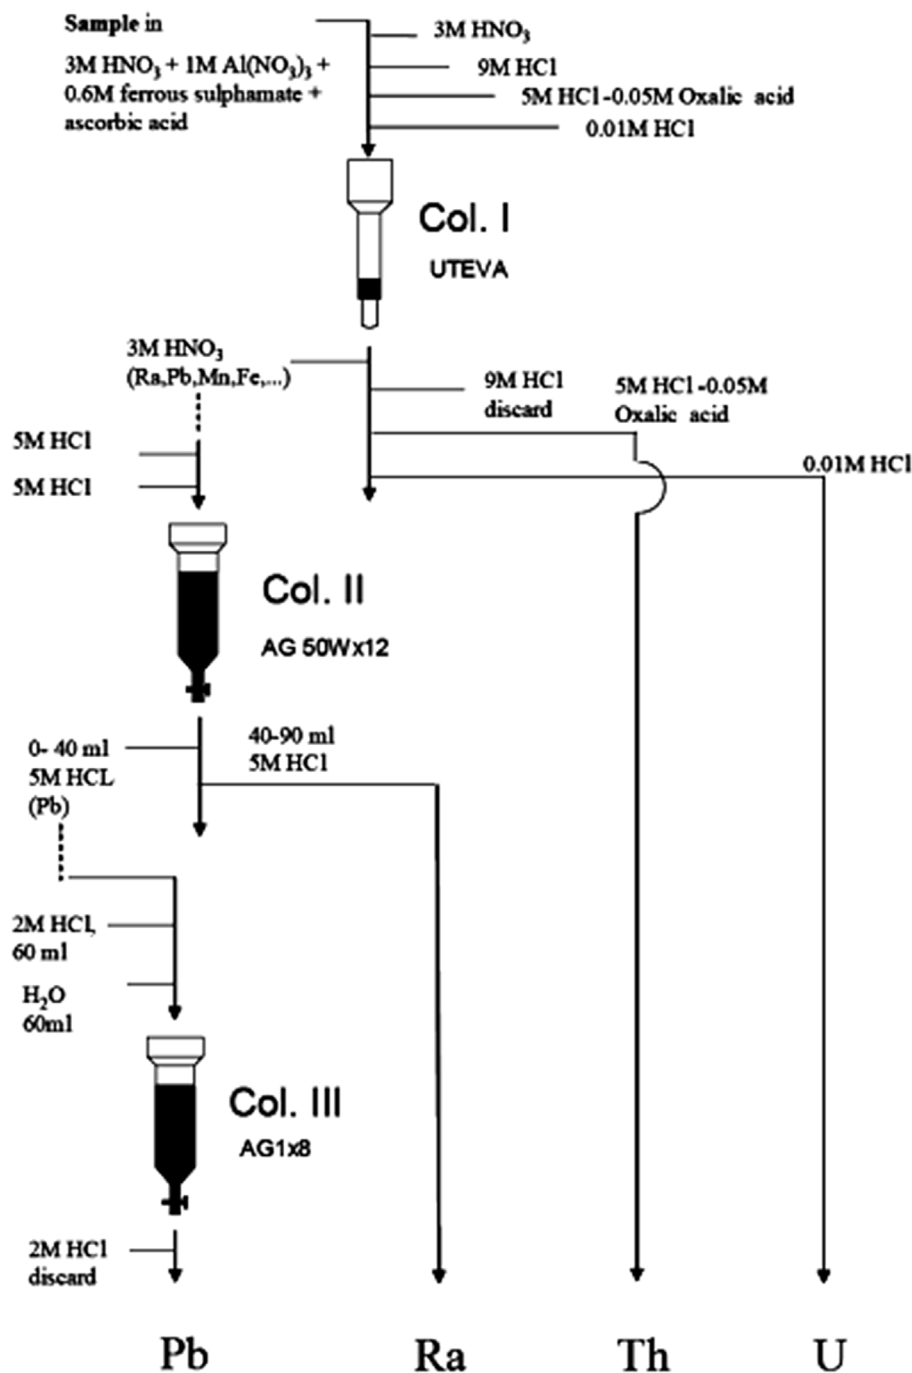 Sample in
3M HNO₃ + 1M Al(NO₃)₃ +
0.6M ferrous sulphamate +
ascorbic acid
3M HNO₃
9M HCl
5M HCl -0.05M Oxalic acid
0.01M HCl
Col. I
UTEVA
3M HNO₃
(Ra,Pb,Mn,Fe,...)
9M HCl
discard
5M HCl -0.05M
Oxalic acid
0.01M HCl
5M HCl
5M HCl
Col. II
AG 50Wx12
0- 40 ml
5M HCL
(Pb)
40-90 ml
5M HCl
2M HCl,
60 ml
H₂O
60ml
Col. III
AG1x8
2M HCl
discard
Pb Ra Th U